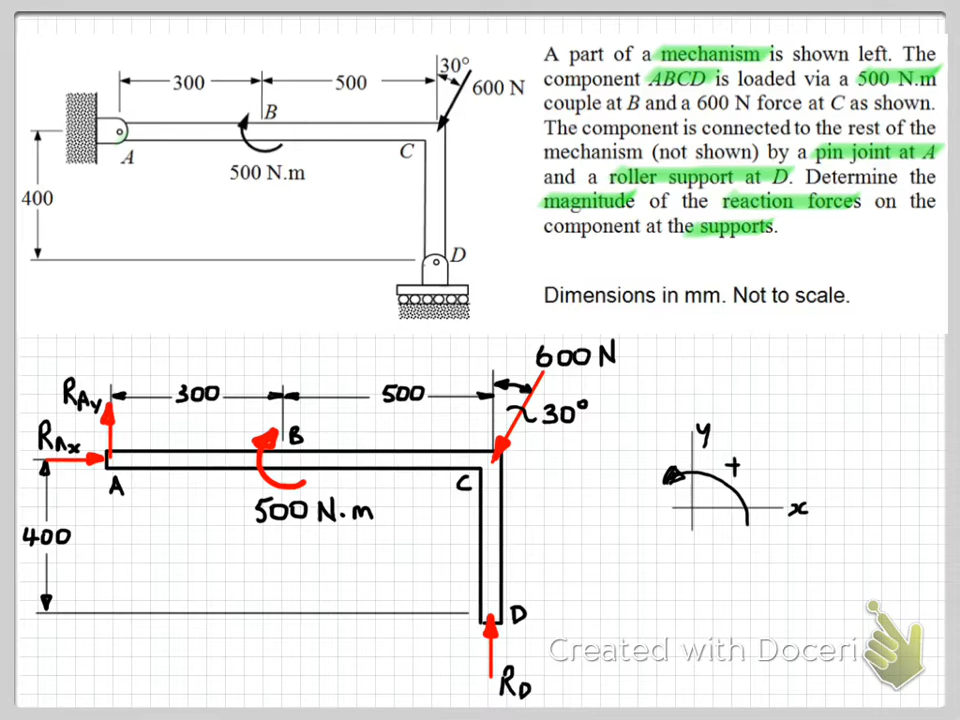 A part of a mechanism is shown left. The
component ABCD is loaded via a 500 N.m
couple at B and a 600 N force at C as shown.
The component is connected to the rest of the
mechanism (not shown) by a pin joint at A
and a roller support at D. Determine the
magnitude of the reaction forces on the
component at the supports.
Dimensions in mm. Not to scale.
30°
300
500
600 N
B
A
C
500 N.m
400
D
600 N
RAy
300
500
30°
RAx
B
A
C
500 N.m
400
D
RD
y
+
x
Created with Doceri